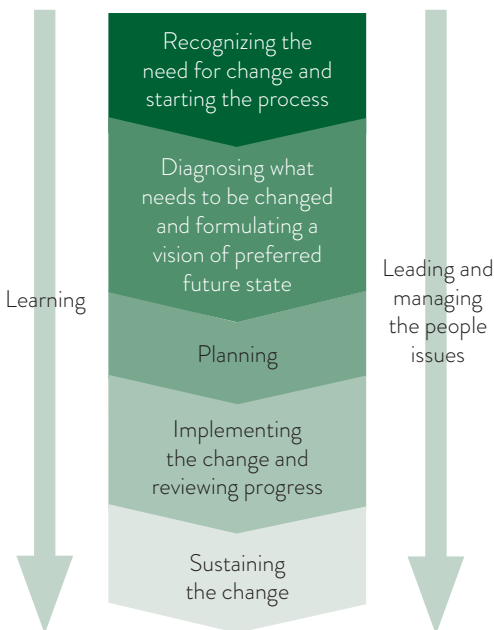 Recognizing the
need for change and
starting the process
Diagnosing what
needs to be changed
and formulating a
vision of preferred
future state
Learning
Leading and
managing
the people
issues
Planning
Implementing
the change and
reviewing progress
Sustaining
the change